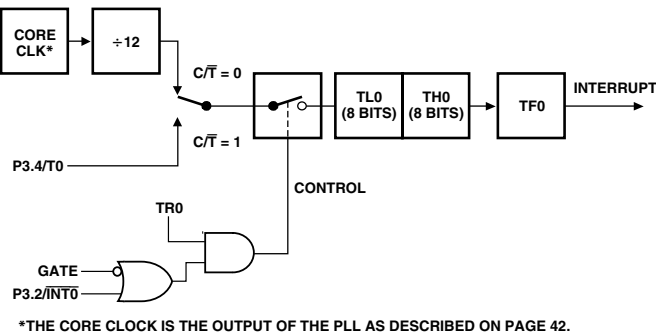 CORE
CLK*
÷12
C/T̅ = 0
C/T̅ = 1
P3.4/T0
TL0
(8 BITS)
TH0
(8 BITS)
TF0
INTERRUPT
CONTROL
TR0
GATE
P3.2/I̅N̅T̅0̅
*THE CORE CLOCK IS THE OUTPUT OF THE PLL AS DESCRIBED ON PAGE 42.